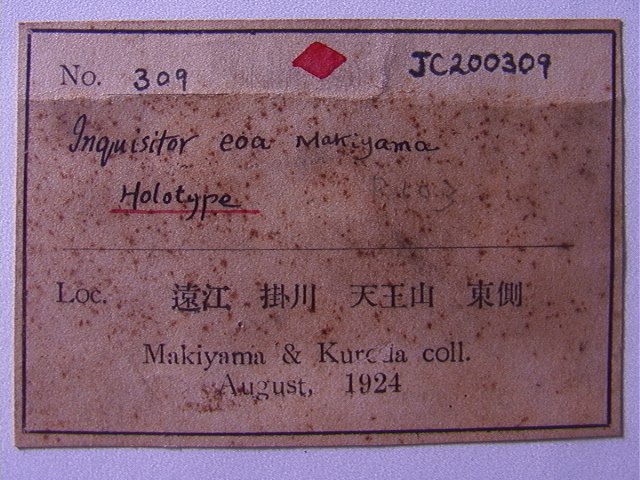 No. 309 JC200309
Inquisitor eoa Makiyama
Holotype
Loc. 遠江 掛川 天王山 東側
Makiyama & Kuroda coll.
August, 1924